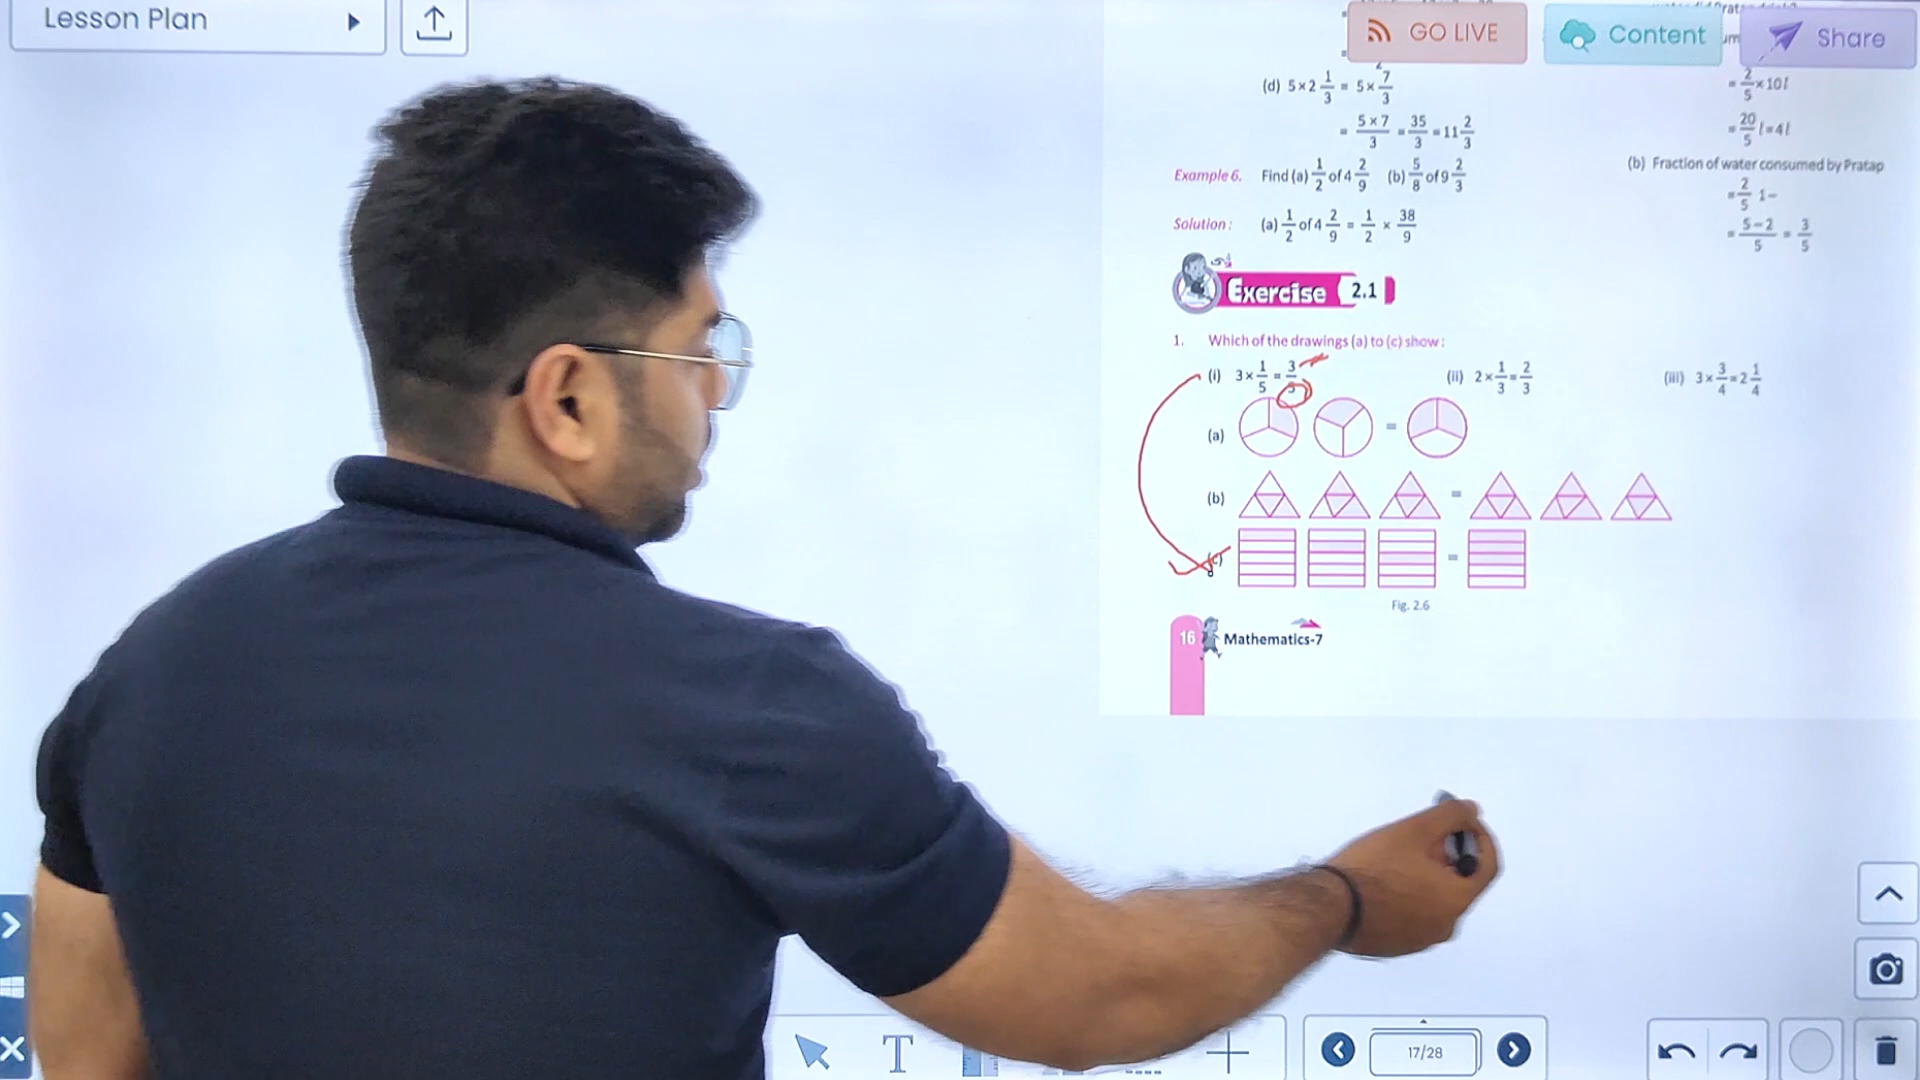 Lesson Plan
GO LIVE
Content
Share
(d) 5×2 1/3 = 5× 7/3
= 5×7/3 = 35/3 = 11 2/3
Example 6. Find (a) 1/2 of 4 2/9 (b) 5/8 of 9 2/3
Solution: (a) 1/2 of 4 2/9 = 1/2 × 38/9
= 2/5 ×10l
= 20/5 l=4l
(b) Fraction of water consumed by Pratap
= 2/5 1-
= 5-2/5 = 3/5
Exercise 2.1
1. Which of the drawings (a) to (c) show:
(i) 3× 1/5 = 3/5 (ii) 2× 1/3 = 2/3 (iii) 3× 3/4 = 2 1/4
(a) =
(b) =
(c) =
Fig. 2.6
16 Mathematics-7
T
17/28